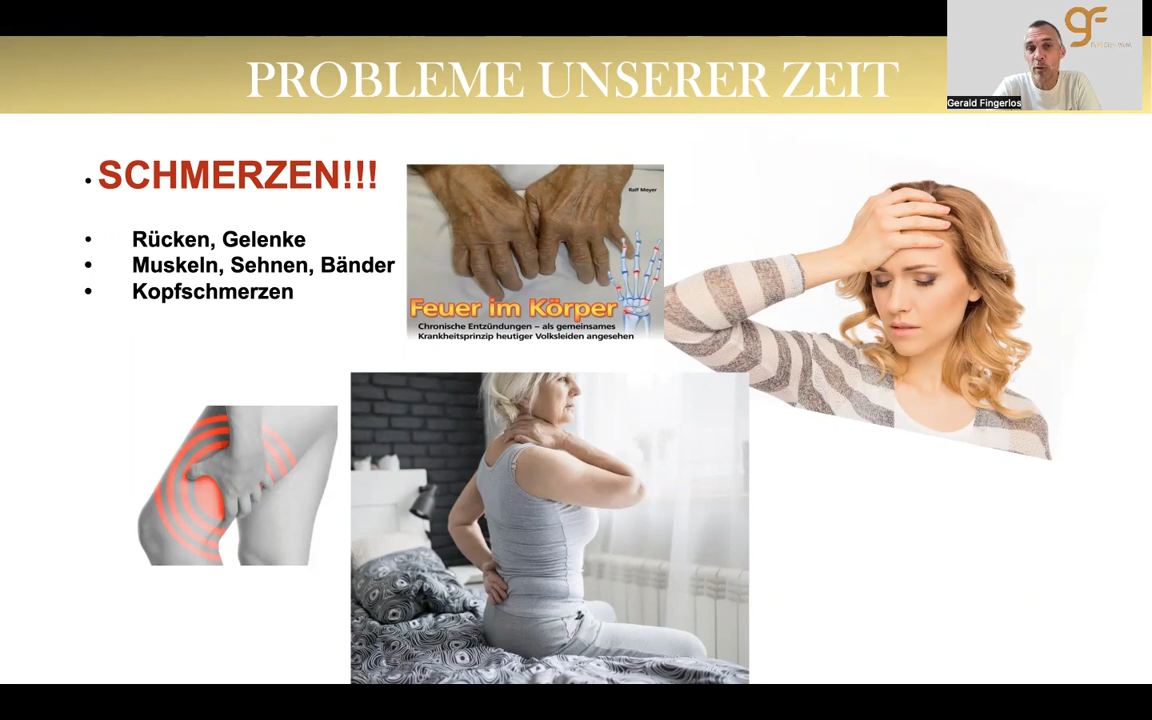 PROBLEME UNSERER ZEIT
gF
Gerald Fingerlos
• SCHMERZEN!!!
• Rücken, Gelenke
• Muskeln, Sehnen, Bänder
• Kopfschmerzen
Ralf Meyer
Feuer im Körper
Chronische Entzündungen – als gemeinsames
Krankheitsprinzip heutiger Volksleiden angesehen